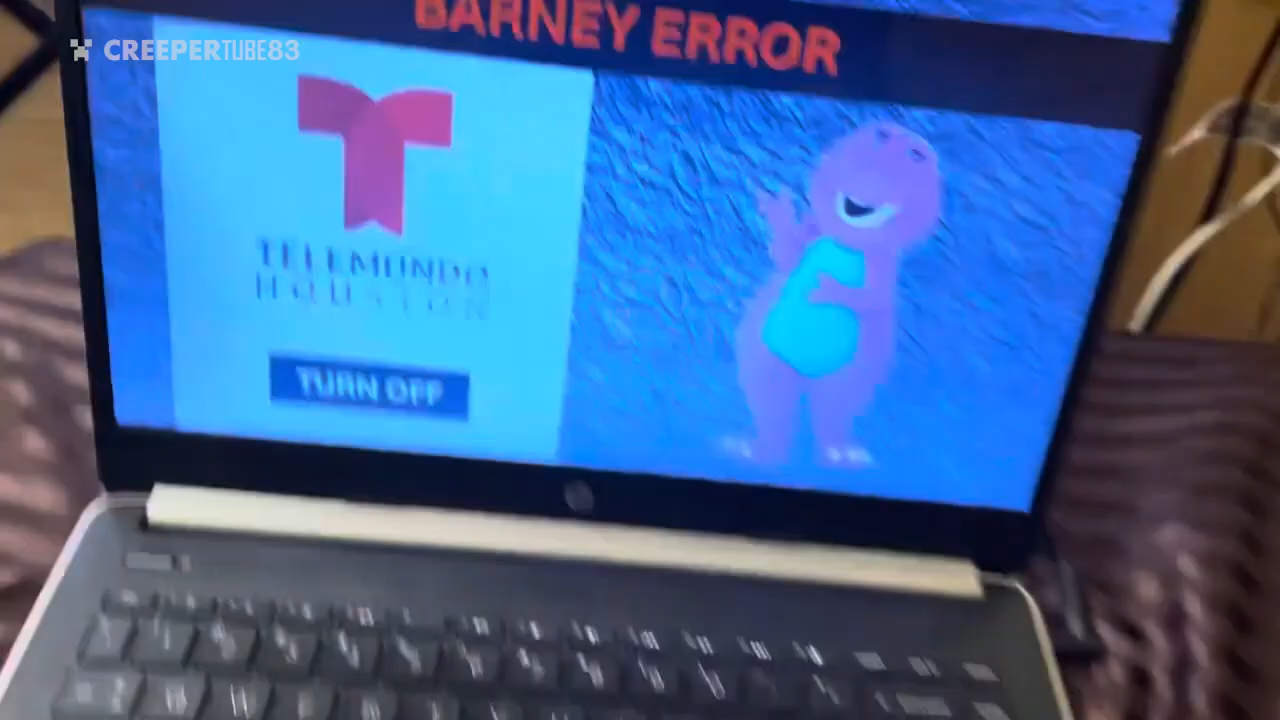 BARNEY ERROR
CREEPERTUBE83
TELEMUNDO
HOUSTON
TURN OFF